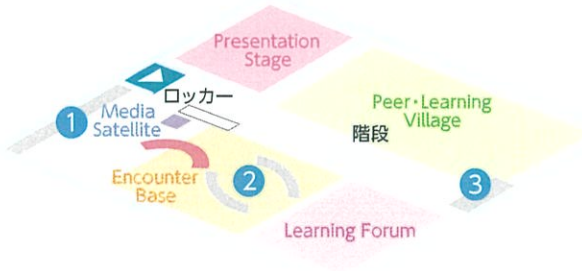 Presentation
Stage
ロッカー
1
Media
Satellite
Peer・Learning
Village
階段
Encounter
Base
2
3
Learning Forum